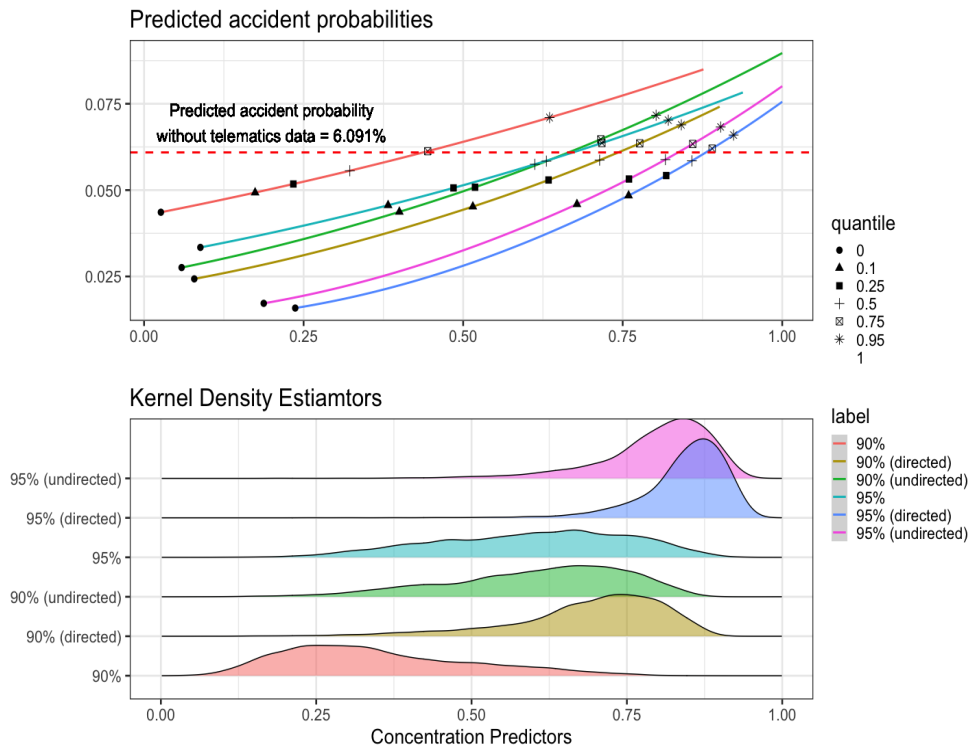 Predicted accident probabilities
0.075
0.050
0.025
Predicted accident probability
without telematics data = 6.091%
0.00
0.25
0.50
0.75
1.00
quantile
0
0.1
0.25
0.5
0.75
0.95
1
Kernel Density Estiamtors
95% (undirected)
95% (directed)
95%
90% (undirected)
90% (directed)
90%
0.00
0.25
0.50
0.75
1.00
Concentration Predictors
label
90%
90% (directed)
90% (undirected)
95%
95% (directed)
95% (undirected)